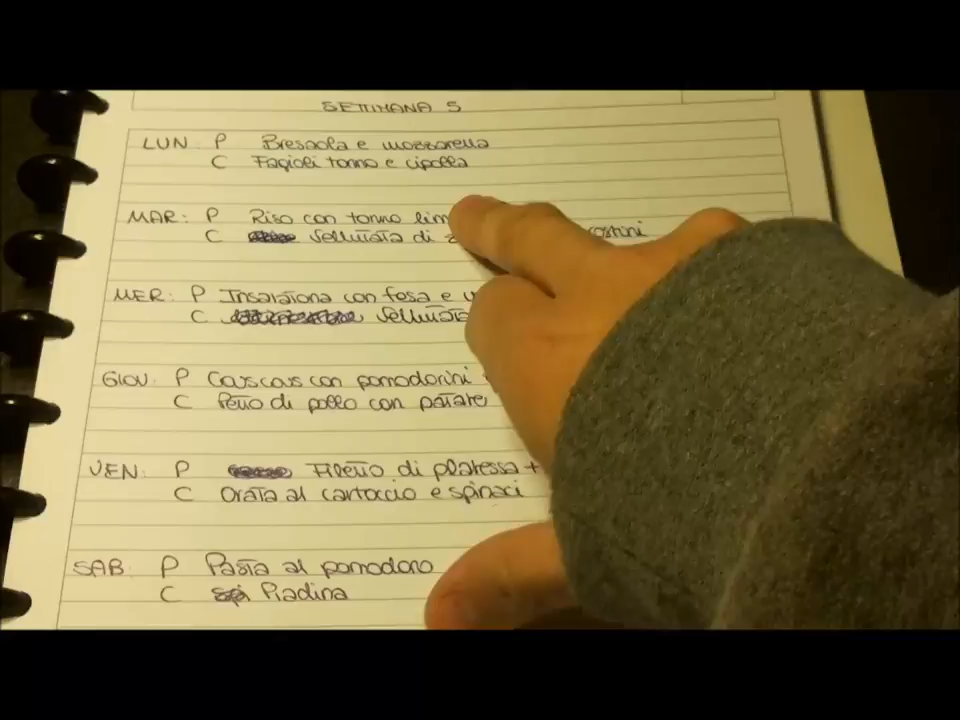 SETTIMANA 5
LUN: P Bresaola e mozzarella
C Fagioli tonno e cipolla
MAR: P Riso con tonno lim
C Vellutata di
MER: P Insalatona con fesa e
C Vellutata
GIOV: P Couscous con pomodorini
C Petto di pollo con patate
VEN: P Filetto di platessa +
C Orata al cartoccio e spinaci
SAB: P Pasta al pomodoro
C Piadina